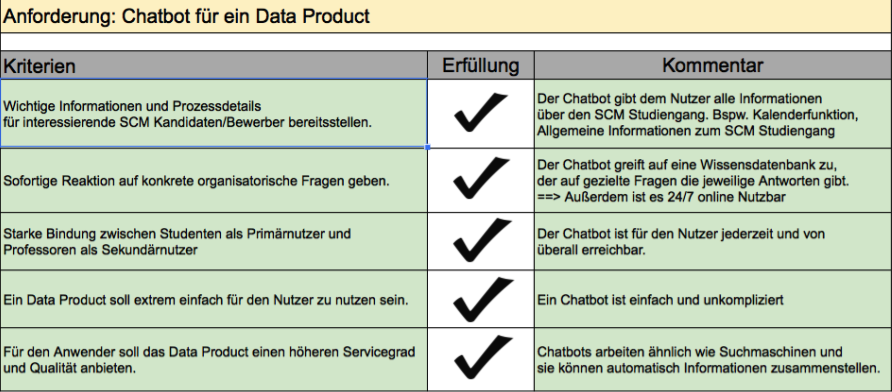 Anforderung: Chatbot für ein Data Product
Kriterien
Erfüllung
Kommentar
Wichtige Informationen und Prozessdetails
für interessierende SCM Kandidaten/Bewerber bereitsstellen.
Der Chatbot gibt dem Nutzer alle Informationen
über den SCM Studiengang. Bspw. Kalenderfunktion,
Allgemeine Informationen zum SCM Studiengang
Sofortige Reaktion auf konkrete organisatorische Fragen geben.
Der Chatbot greift auf eine Wissensdatenbank zu,
der auf gezielte Fragen die jeweilige Antworten gibt.
==> Außerdem ist es 24/7 online Nutzbar
Starke Bindung zwischen Studenten als Primärnutzer und
Professoren als Sekundärnutzer
Der Chatbot ist für den Nutzer jederzeit und von
überall erreichbar.
Ein Data Product soll extrem einfach für den Nutzer zu nutzen sein.
Ein Chatbot ist einfach und unkompliziert
Für den Anwender soll das Data Product einen höheren Servicegrad
und Qualität anbieten.
Chatbots arbeiten ähnlich wie Suchmaschinen und
sie können automatisch Informationen zusammenstellen.